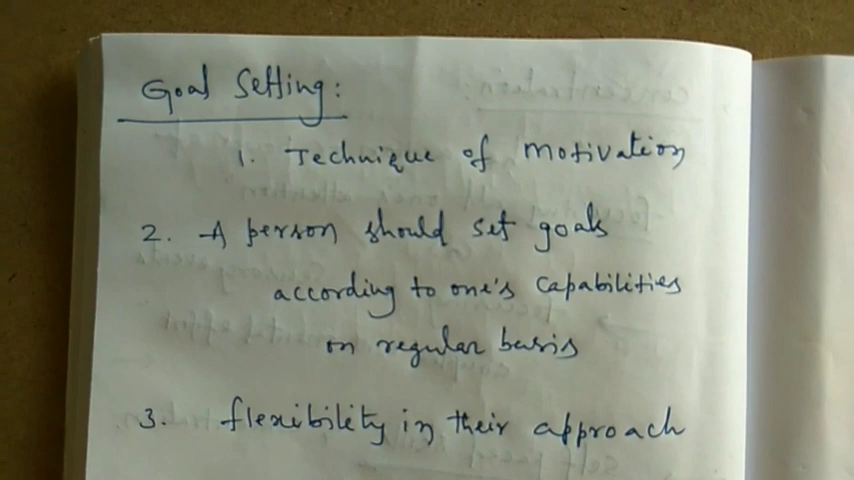 Goal Setting:
1. Technique of motivation
2. A person should set goals
according to one's capabilities
on regular basis
3. flexibility in their approach